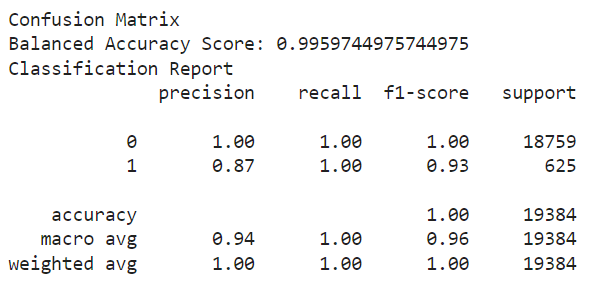 Confusion Matrix
Balanced Accuracy Score: 0.9959744975744975
Classification Report
precision recall f1-score support
0 1.00 1.00 1.00 18759
1 0.87 1.00 0.93 625
accuracy 1.00 19384
macro avg 0.94 1.00 0.96 19384
weighted avg 1.00 1.00 1.00 19384